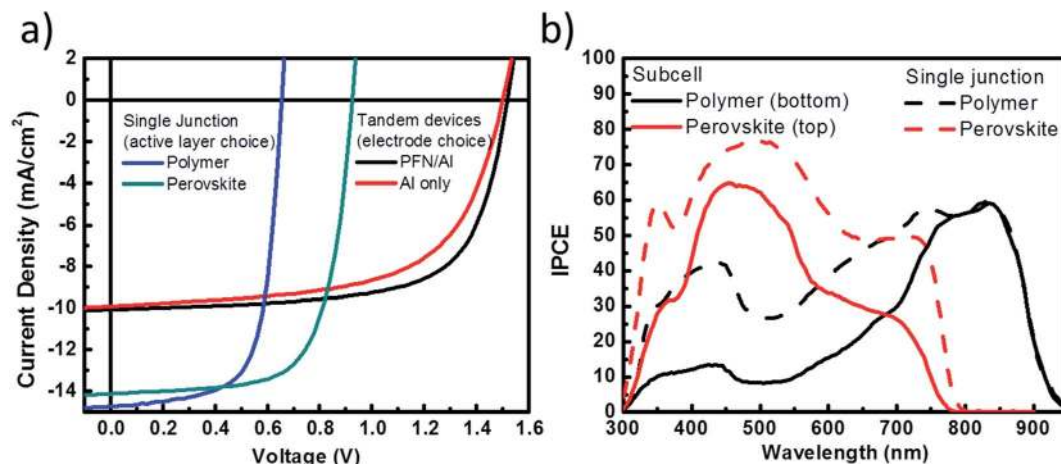 a)
2
0
-2
-4
-6
-8
-10
-12
-14
Current Density (mA/cm²)
Single Junction
(active layer choice)
Polymer
Perovskite
Tandem devices
(electrode choice)
PFN/Al
Al only
0.0 0.2 0.4 0.6 0.8 1.0 1.2 1.4 1.6
Voltage (V)
b)
100
90
80
70
60
50
40
30
20
10
0
IPCE
Subcell
Polymer (bottom)
Perovskite (top)
Single junction
Polymer
Perovskite
300 400 500 600 700 800 900
Wavelength (nm)